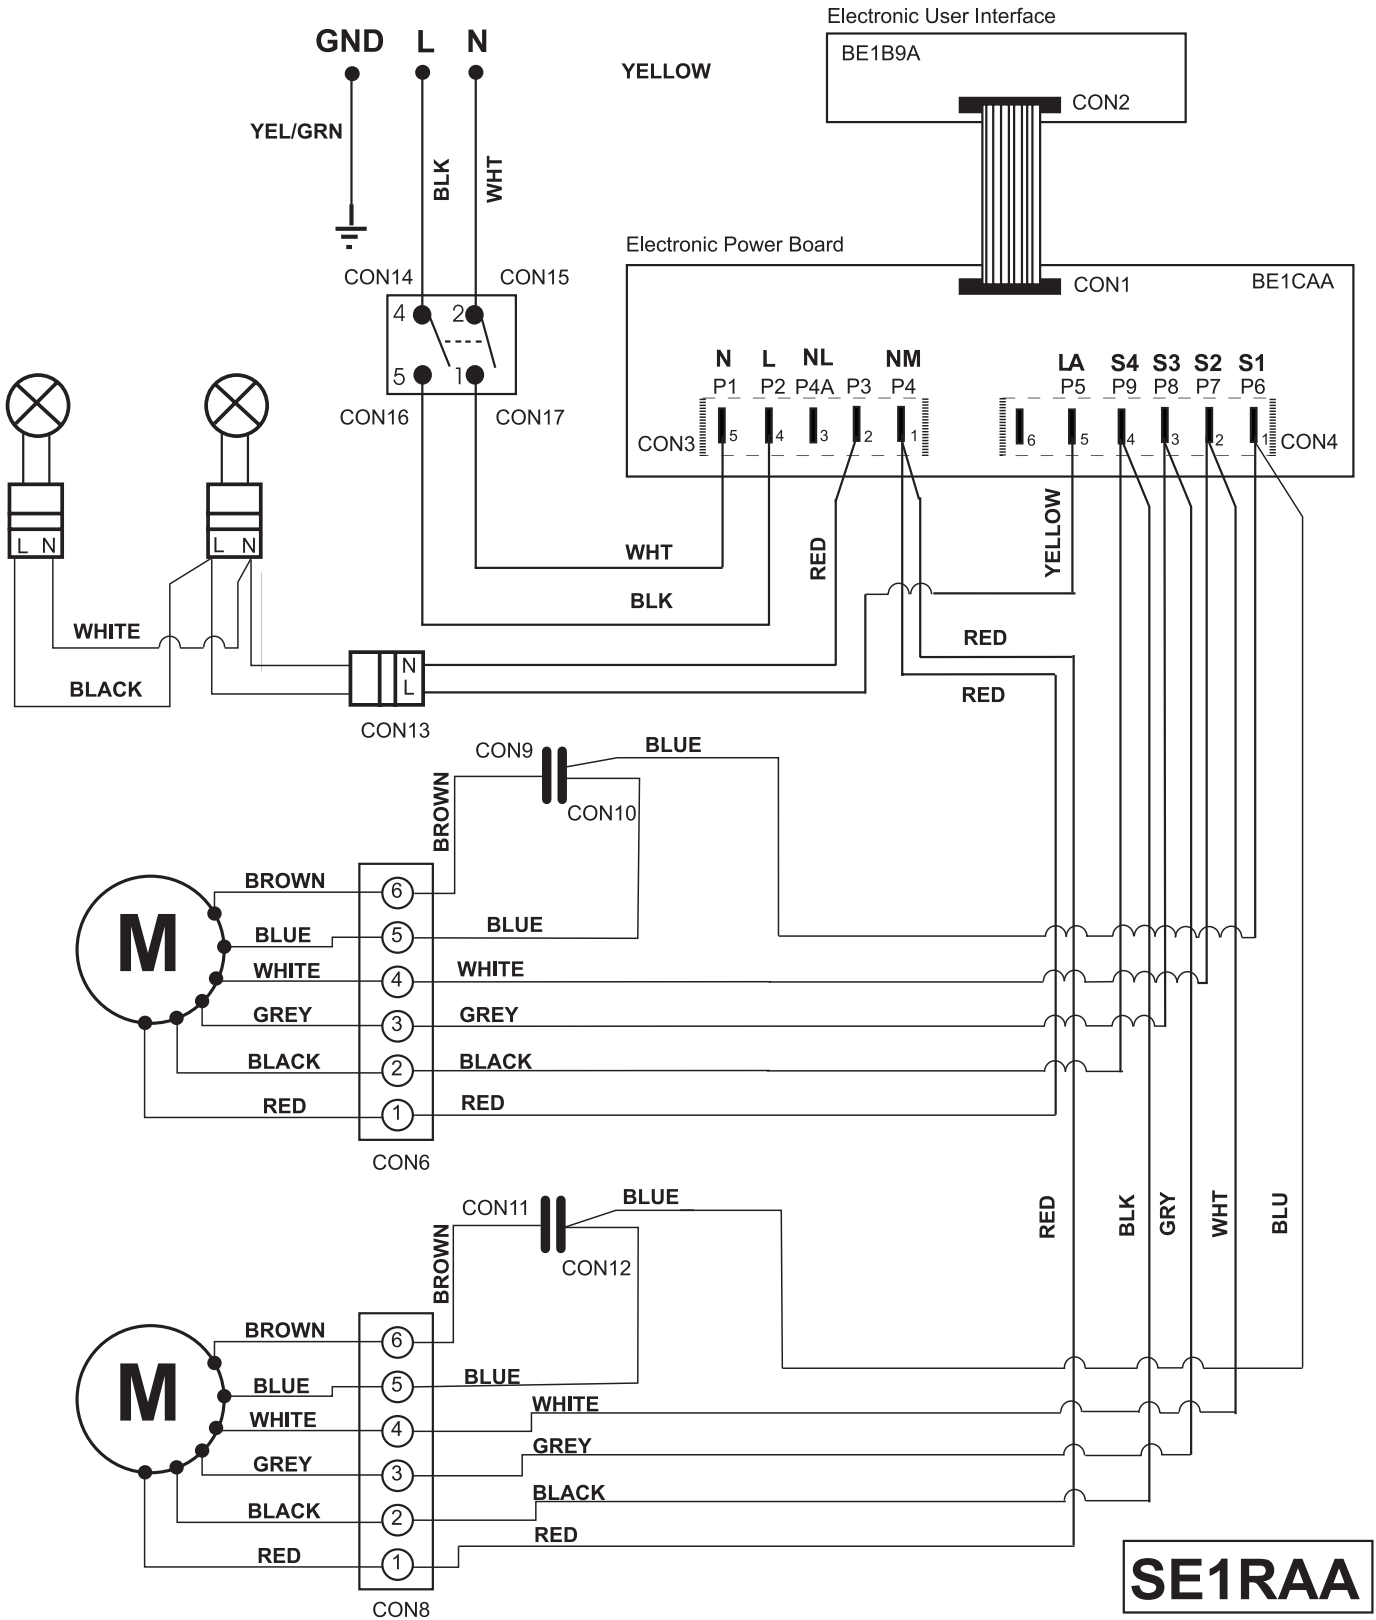 Electronic User Interface
GND L N
YELLOW
BE1B9A
CON2
YEL/GRN
BLK
WHT
Electronic Power Board
CON14 CON15
CON1
BE1CAA
4 2
5 1
CON16 CON17
N L NL NM
P1 P2 P4A P3 P4
CON3
5 4 3 2 1
LA S4 S3 S2 S1
P5 P9 P8 P7 P6
6 5 4 3 2 1
CON4
L N
L N
WHT
BLK
RED
YELLOW
WHITE
BLACK
N
L
CON13
RED
RED
CON9
BLUE
BROWN
CON10
M
BROWN 6
BLUE 5 BLUE
WHITE 4 WHITE
GREY 3 GREY
BLACK 2 BLACK
RED 1 RED
CON6
RED
BLK
GRY
WHT
BLU
CON11
BLUE
BROWN
CON12
M
BROWN 6
BLUE 5 BLUE
WHITE 4 WHITE
GREY 3 GREY
BLACK 2 BLACK
RED 1 RED
CON8
SE1RAA